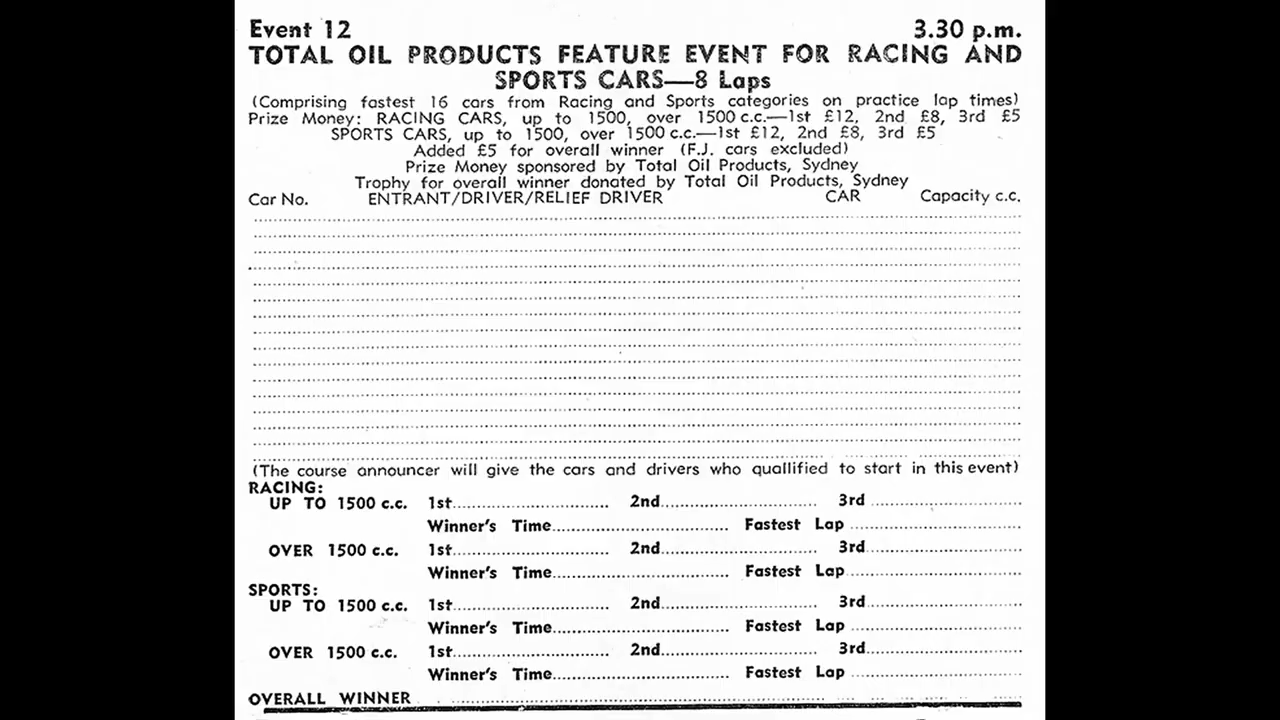 Event 12 3.30 p.m.
TOTAL OIL PRODUCTS FEATURE EVENT FOR RACING AND
SPORTS CARS—8 Laps
(Comprising fastest 16 cars from Racing and Sports categories on practice lap times)
Prize Money: RACING CARS, up to 1500, over 1500 c.c.—1st £12, 2nd £8, 3rd £5
SPORTS CARS, up to 1500, over 1500 c.c.—1st £12, 2nd £8, 3rd £5
Added £5 for overall winner (F.J. cars excluded)
Prize Money sponsored by Total Oil Products, Sydney
Trophy for overall winner donated by Total Oil Products, Sydney
Car No. ENTRANT/DRIVER/RELIEF DRIVER CAR Capacity c.c.
(The course announcer will give the cars and drivers who quallified to start in this event)
RACING:
UP TO 1500 c.c. 1st 2nd 3rd
Winner's Time Fastest Lap
OVER 1500 c.c. 1st 2nd 3rd
Winner's Time Fastest Lap
SPORTS:
UP TO 1500 c.c. 1st 2nd 3rd
Winner's Time Fastest Lap
OVER 1500 c.c. 1st 2nd 3rd
Winner's Time Fastest Lap
OVERALL WINNER